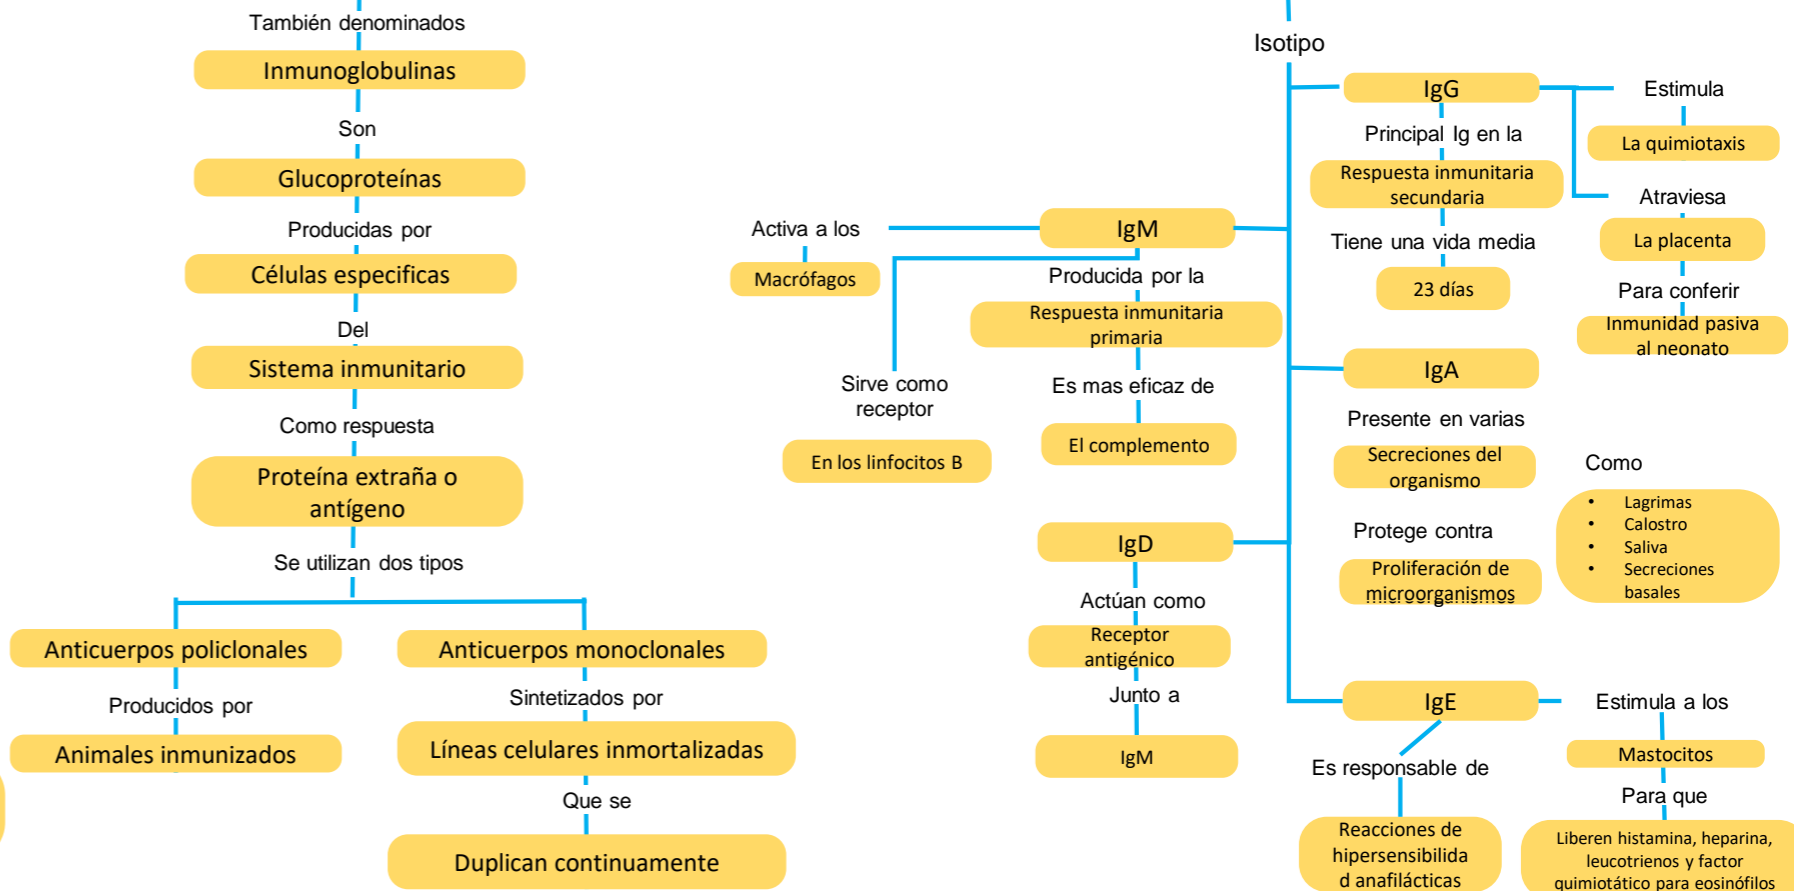 También denominados
Inmunoglobulinas
Son
Glucoproteínas
Producidas por
Células especificas
Del
Sistema inmunitario
Como respuesta
Proteína extraña o
antígeno
Se utilizan dos tipos
Anticuerpos policlonales
Producidos por
Animales inmunizados
Anticuerpos monoclonales
Sintetizados por
Líneas celulares inmortalizadas
Que se
Duplican continuamente
Isotipo
IgM
Activa a los
Macrófagos
Sirve como
receptor
En los linfocitos B
Producida por la
Respuesta inmunitaria
primaria
Es mas eficaz de
El complemento
IgD
Actúan como
Receptor
antigénico
Junto a
IgM
IgG
Principal Ig en la
Respuesta inmunitaria
secundaria
Tiene una vida media
23 días
Estimula
La quimiotaxis
Atraviesa
La placenta
Para conferir
Inmunidad pasiva
al neonato
IgA
Presente en varias
Secreciones del
organismo
Como
• Lagrimas
• Calostro
• Saliva
• Secreciones
basales
Protege contra
Proliferación de
microorganismos
IgE
Es responsable de
Reacciones de
hipersensibilida
d anafilácticas
Estimula a los
Mastocitos
Para que
Liberen histamina, heparina,
leucotrienos y factor
quimiotático para eosinófilos